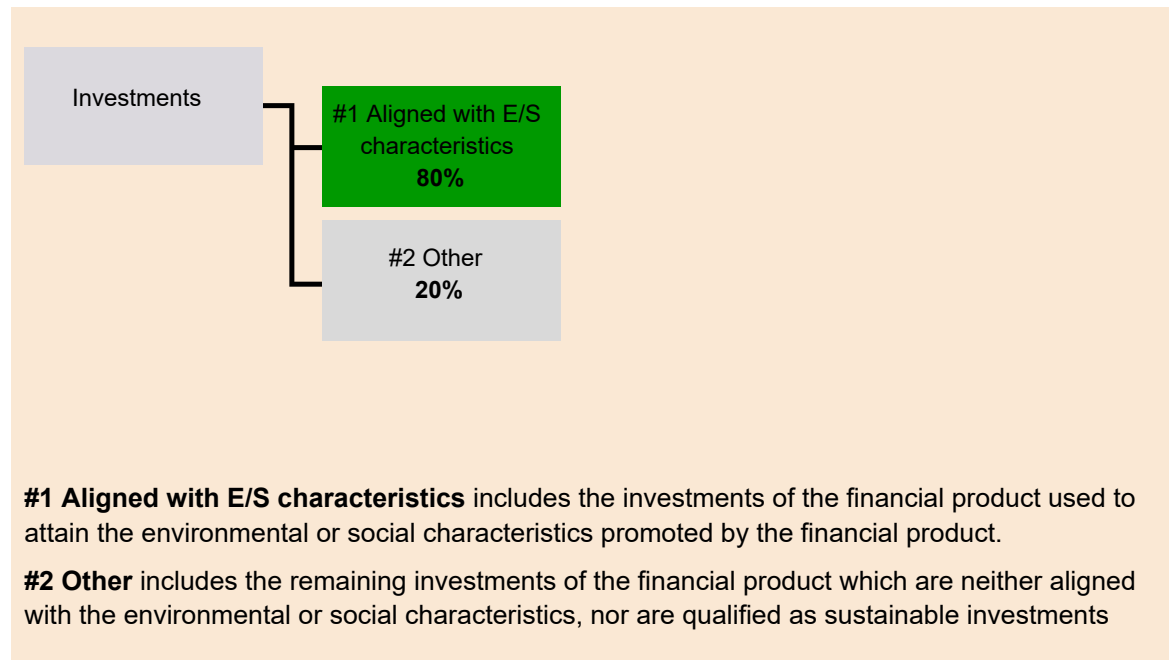 Investments
#1 Aligned with E/S
characteristics
80%
#2 Other
20%
#1 Aligned with E/S characteristics includes the investments of the financial product used to
attain the environmental or social characteristics promoted by the financial product.
#2 Other includes the remaining investments of the financial product which are neither aligned
with the environmental or social characteristics, nor are qualified as sustainable investments